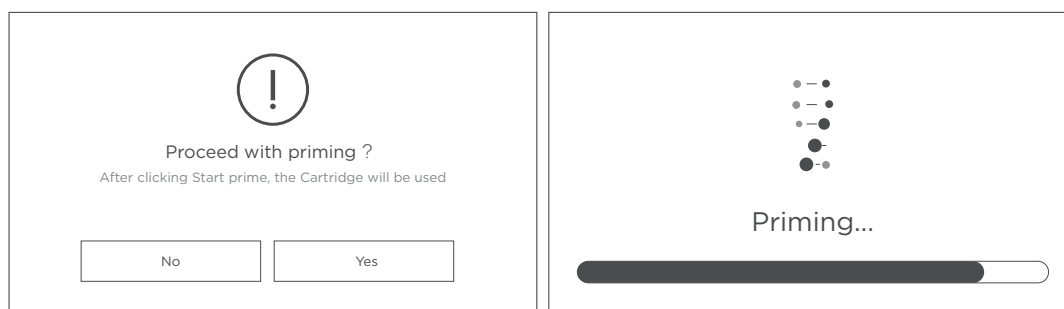 Proceed with priming ?
After clicking Start prime, the Cartridge will be used
No
Yes
Priming...